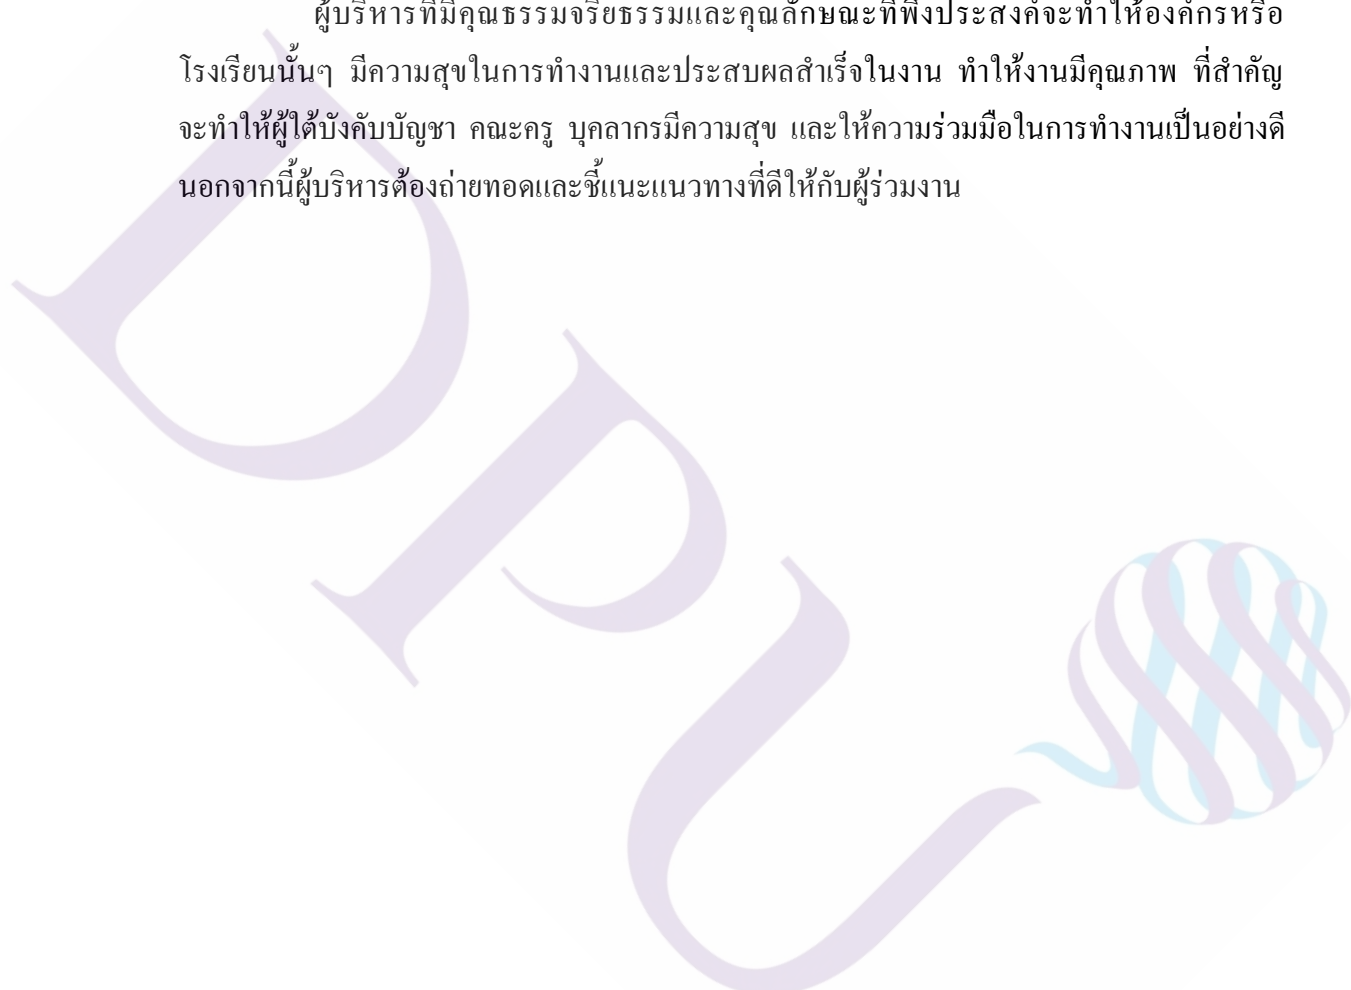 ผู้บริหารที่มีคุณธรรมจริยธรรมและคุณลักษณะที่พึงประสงค์จะทำให้องค์กรหรือ
โรงเรียนนั้นๆ มีความสุขในการทำงานและประสบผลสำเร็จในงาน ทำให้งานมีคุณภาพ ที่สำคัญ
จะทำให้ผู้ใต้บังคับบัญชา คณะครู บุคลากรมีความสุข และให้ความร่วมมือในการทำงานเป็นอย่างดี
นอกจากนี้ผู้บริหารต้องถ่ายทอดและชี้แนะแนวทางที่ดีให้กับผู้ร่วมงาน
DPU